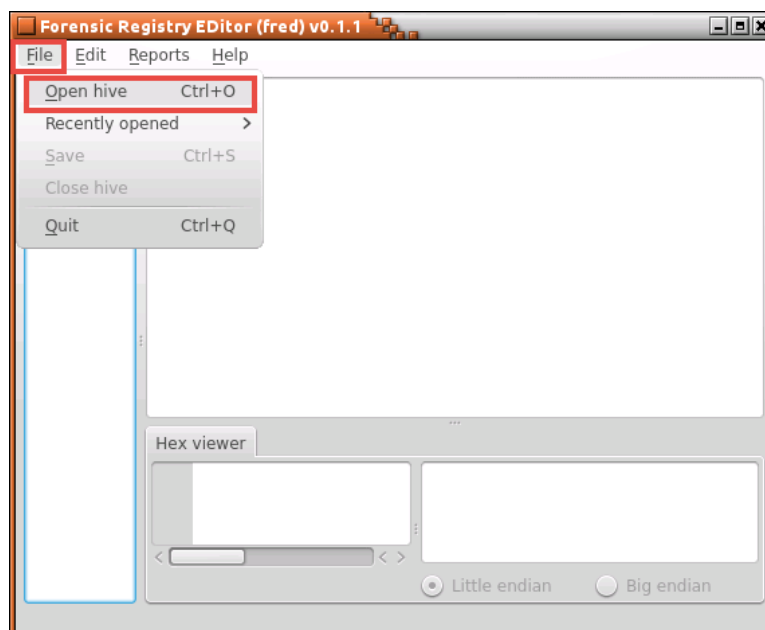 Forensic Registry EDitor (fred) v0.1.1
File Edit Reports Help
Open hive Ctrl+O
Recently opened >
Save Ctrl+S
Close hive
Quit Ctrl+Q
Hex viewer
Little endian Big endian